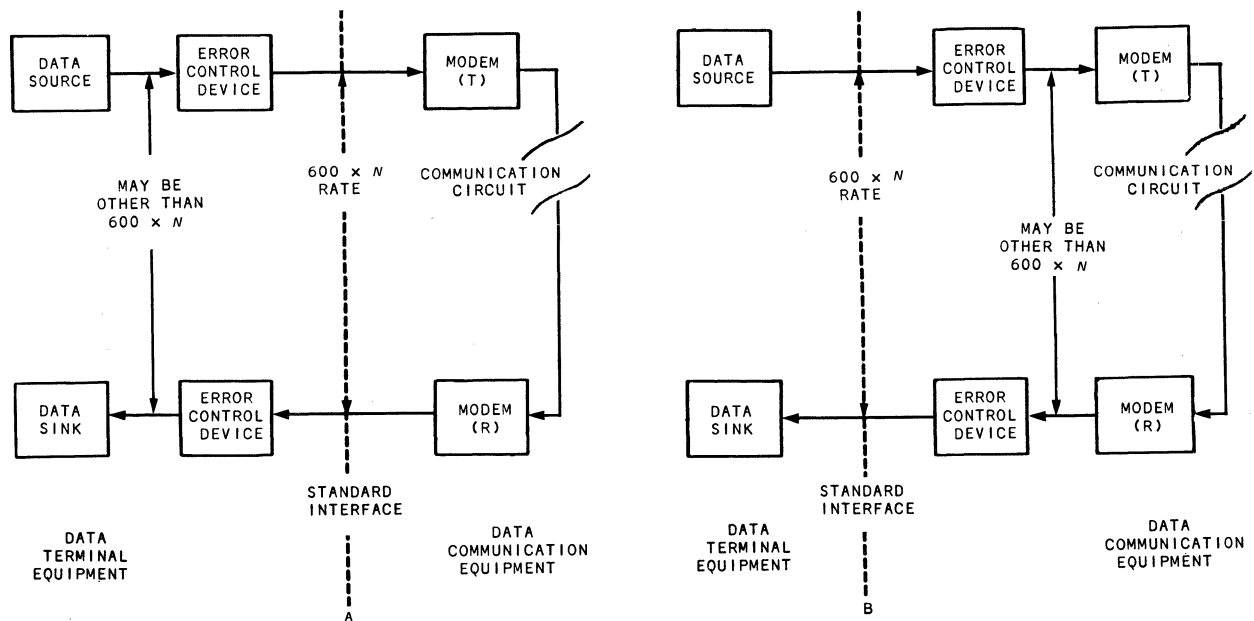 DATA
SOURCE
ERROR
CONTROL
DEVICE
MODEM
(T)
MAY BE
OTHER THAN
600 × N
600 × N
RATE
COMMUNICATION
CIRCUIT
DATA
SINK
ERROR
CONTROL
DEVICE
MODEM
(R)
STANDARD
INTERFACE
DATA
TERMINAL
EQUIPMENT
DATA
COMMUNICATION
EQUIPMENT
A
DATA
SOURCE
ERROR
CONTROL
DEVICE
MODEM
(T)
600 × N
RATE
COMMUNICATION
CIRCUIT
MAY BE
OTHER THAN
600 × N
DATA
SINK
ERROR
CONTROL
DEVICE
MODEM
(R)
STANDARD
INTERFACE
DATA
TERMINAL
EQUIPMENT
DATA
COMMUNICATION
EQUIPMENT
B